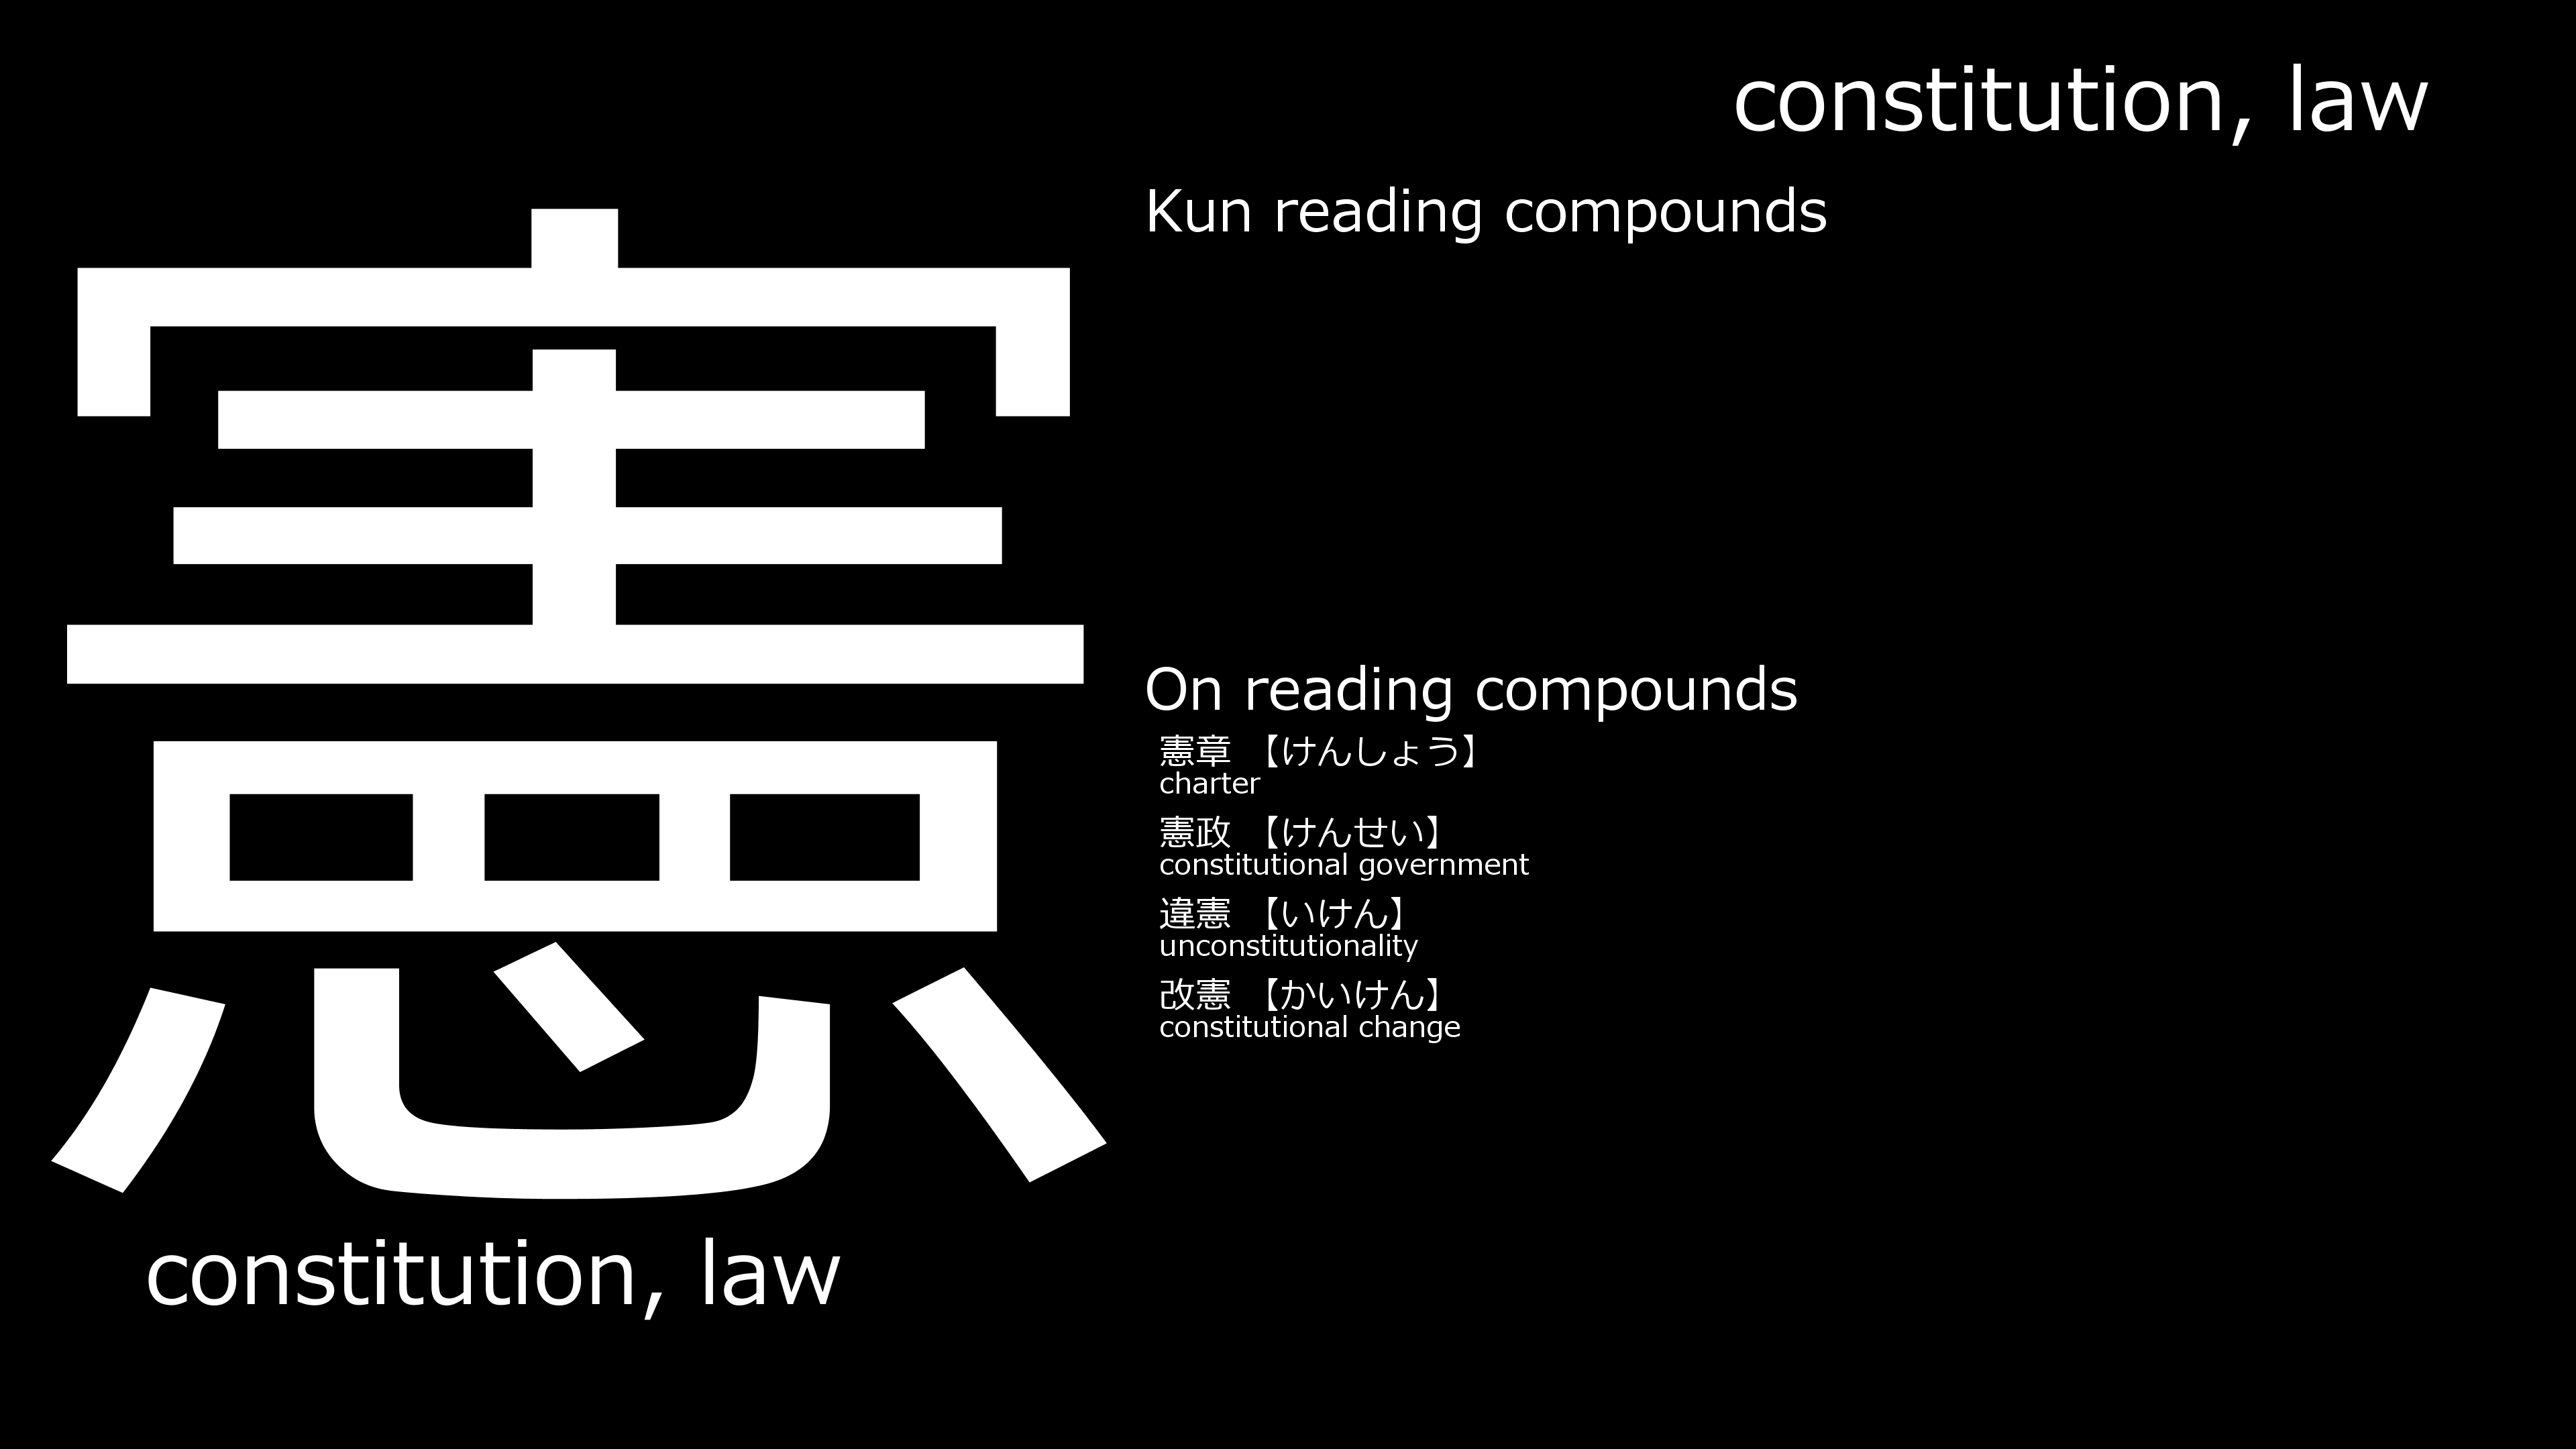 constitution, law
憲
Kun reading compounds
On reading compounds
憲章 【けんしょう】
charter
憲政 【けんせい】
constitutional government
違憲 【いけん】
unconstitutionality
改憲 【かいけん】
constitutional change
constitution, law